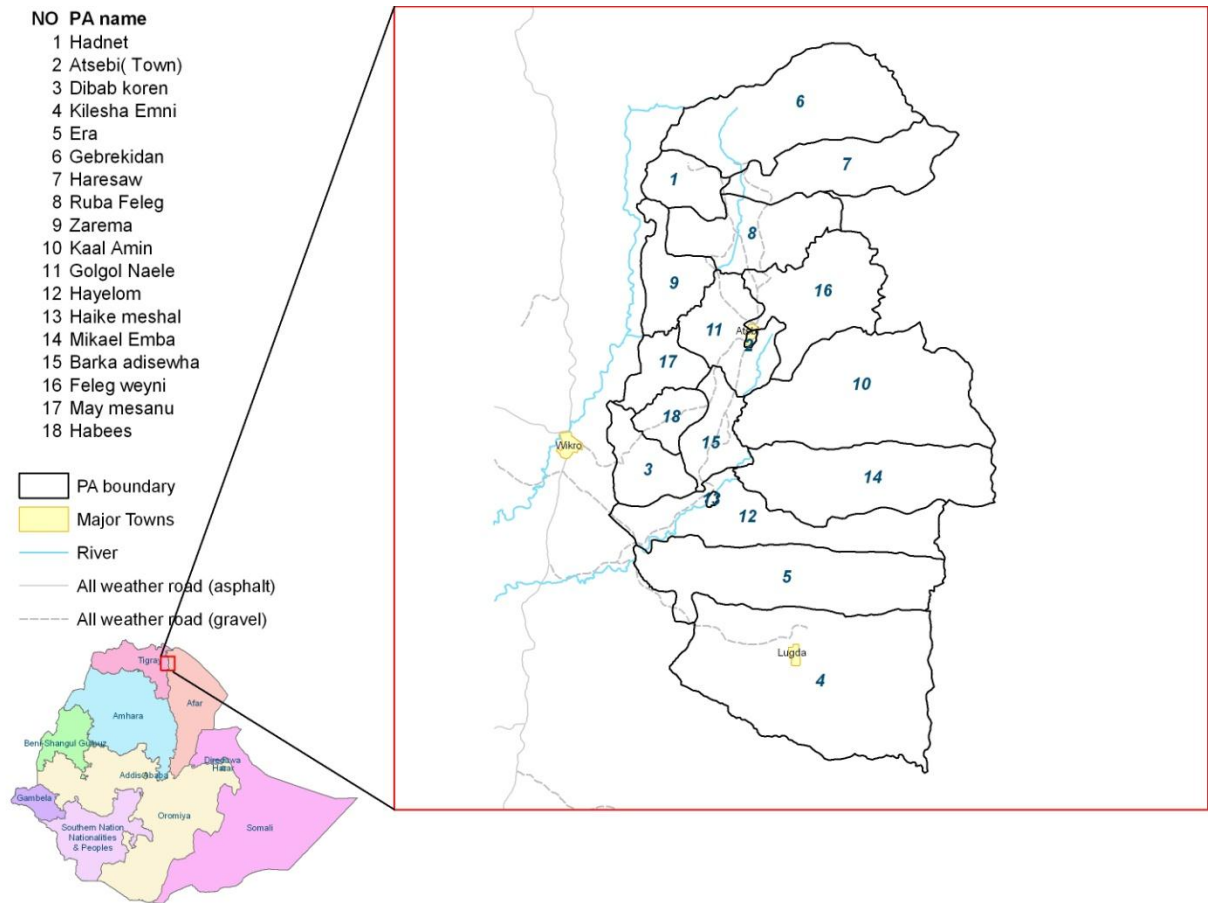 NO PA name
1 Hadnet
2 Atsebi( Town)
3 Dibab koren
4 Kilesha Emni
5 Era
6 Gebrekidan
7 Haresaw
8 Ruba Feleg
9 Zarema
10 Kaal Amin
11 Golgol Naele
12 Hayelom
13 Haike meshal
14 Mikael Emba
15 Barka adisewha
16 Feleg weyni
17 May mesanu
18 Habees
PA boundary
Major Towns
River
All weather road (asphalt)
All weather road (gravel)
Afar
Amhara
Addis Ababa
Gambela
Oromiya
Somali
Southern Nation
Nationalities
& Peoples
6
7
1
8
9
16
11
2
17
10
18
Wikro
15
3
14
13
12
5
Lugda
4